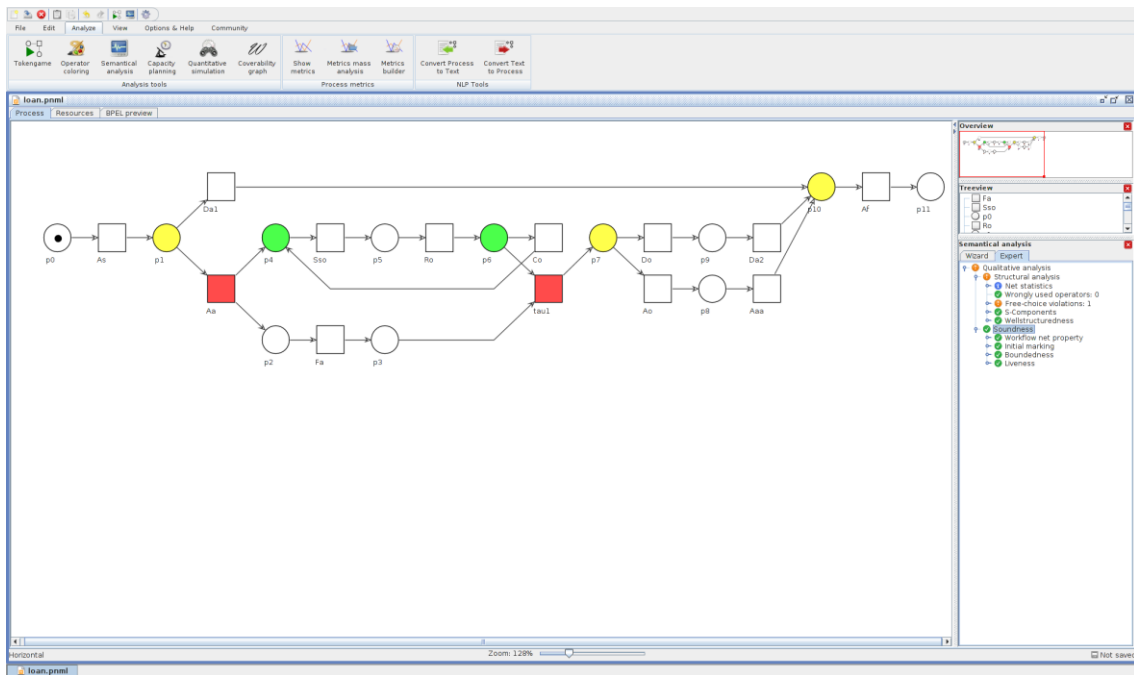 File Edit Analyze View Options & Help Community
Tokengame Operator coloring Semantical analysis Capacity planning Quantitative simulation Coverability graph Show metrics Metrics mass analysis Metrics builder Convert Process to Text Convert Text to Process
Analysis tools Process metrics NLP Tools
loan.pnml
Process Resources BPEL preview
Overview
Treeview
Fa
Sso
p0
Ro
Semantical analysis
Wizard Expert
Qualitative analysis
Structural analysis
Net statistics
Wrongly used operators: 0
Free-choice violations: 1
S-Components
Wellstructuredness
Soundness
Workflow net property
Initial marking
Boundedness
Liveness
Da1 p10 Af p11
p0 As p1 p4 Sso p5 Ro p6 Co p7 Do p9 Da2
Aa tau1 Ao p8 Aaa
p2 Fa p3
Horizontal Zoom: 128% Not saved
loan.pnml